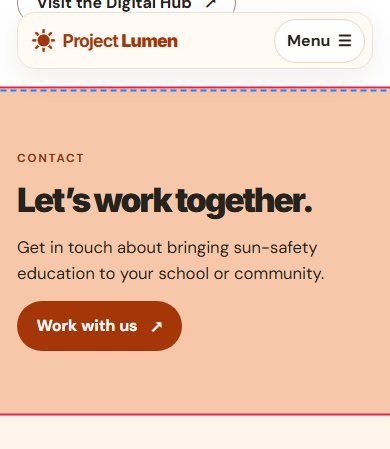 Visit the Digital Hub ↗
Project Lumen
Menu ☰
CONTACT
Let's work together.
Get in touch about bringing sun-safety
education to your school or community.
Work with us ↗